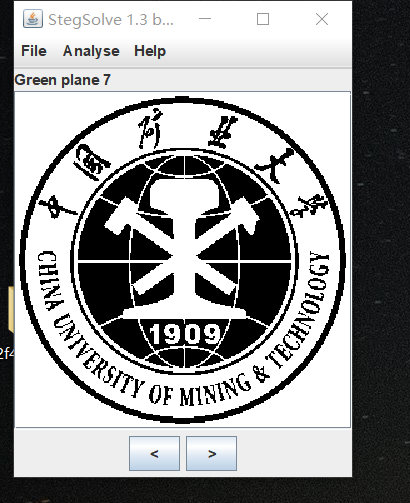 StegSolve 1.3 b...
File Analyse Help
Green plane 7
中国矿业大学
1909
CHINA UNIVERSITY OF MINING & TECHNOLOGY
2f4
< >